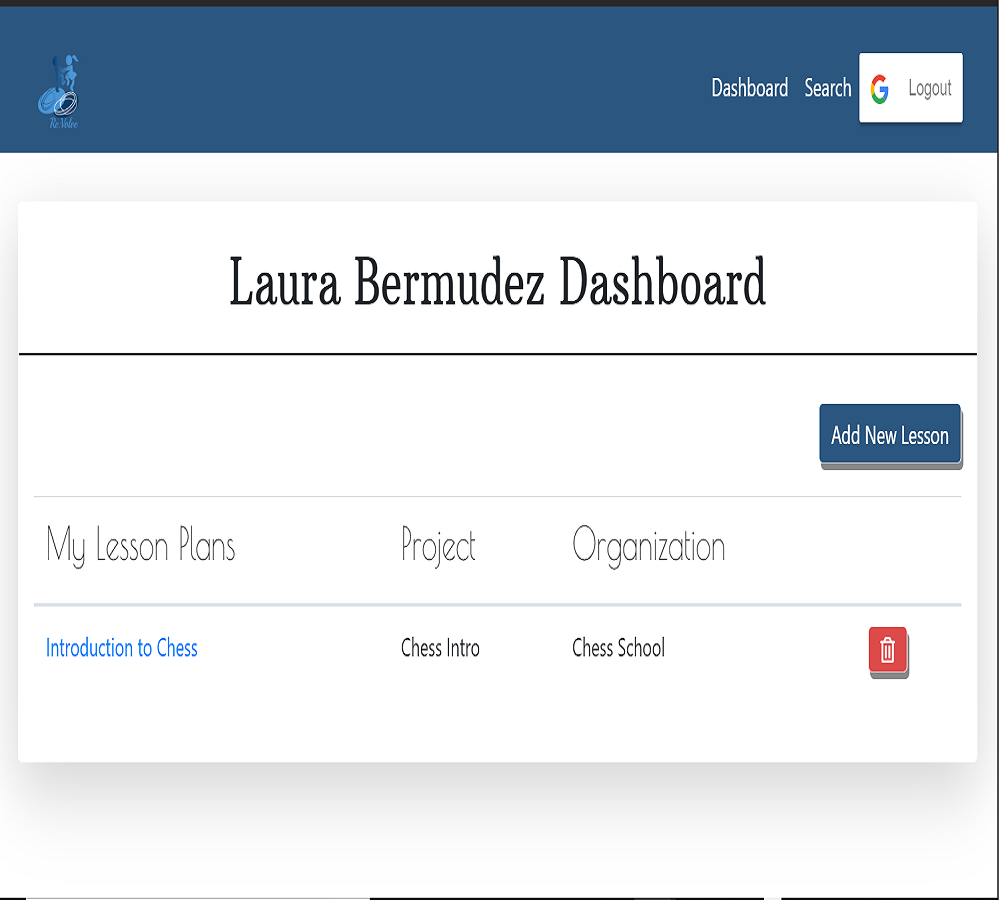 Dashboard Search Logout
Laura Bermudez Dashboard
Add New Lesson
My Lesson Plans Project Organization
Introduction to Chess Chess Intro Chess School